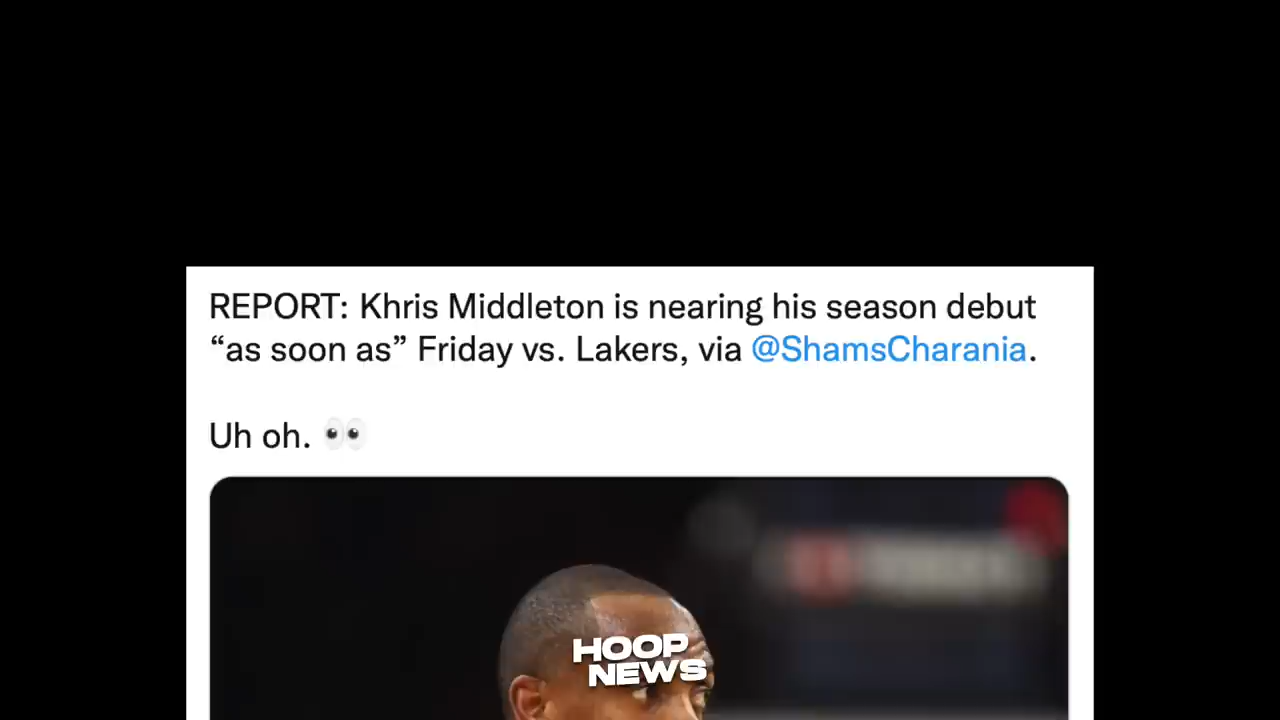 REPORT: Khris Middleton is nearing his season debut
“as soon as” Friday vs. Lakers, via @ShamsCharania.
Uh oh. 👀
HOOP
NEWS